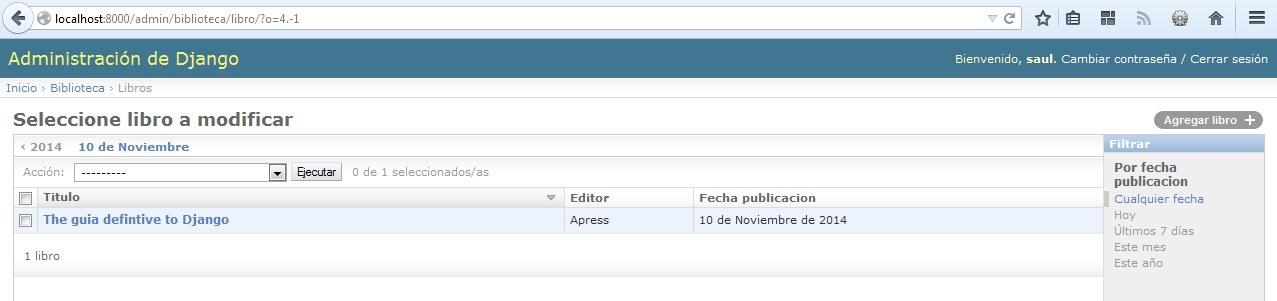 localhost:8000/admin/biblioteca/libro/?o=4.-1
Administración de Django
Bienvenido, saul. Cambiar contraseña / Cerrar sesión
Inicio › Biblioteca › Libros
Seleccione libro a modificar
Agregar libro +
‹ 2014 10 de Noviembre
Filtrar
Acción: --------- Ejecutar 0 de 1 seleccionados/as
Por fecha
publicacion
Titulo Editor Fecha publicacion
Cualquier fecha
The guia defintive to Django Apress 10 de Noviembre de 2014
Hoy
Últimos 7 días
Este mes
Este año
1 libro